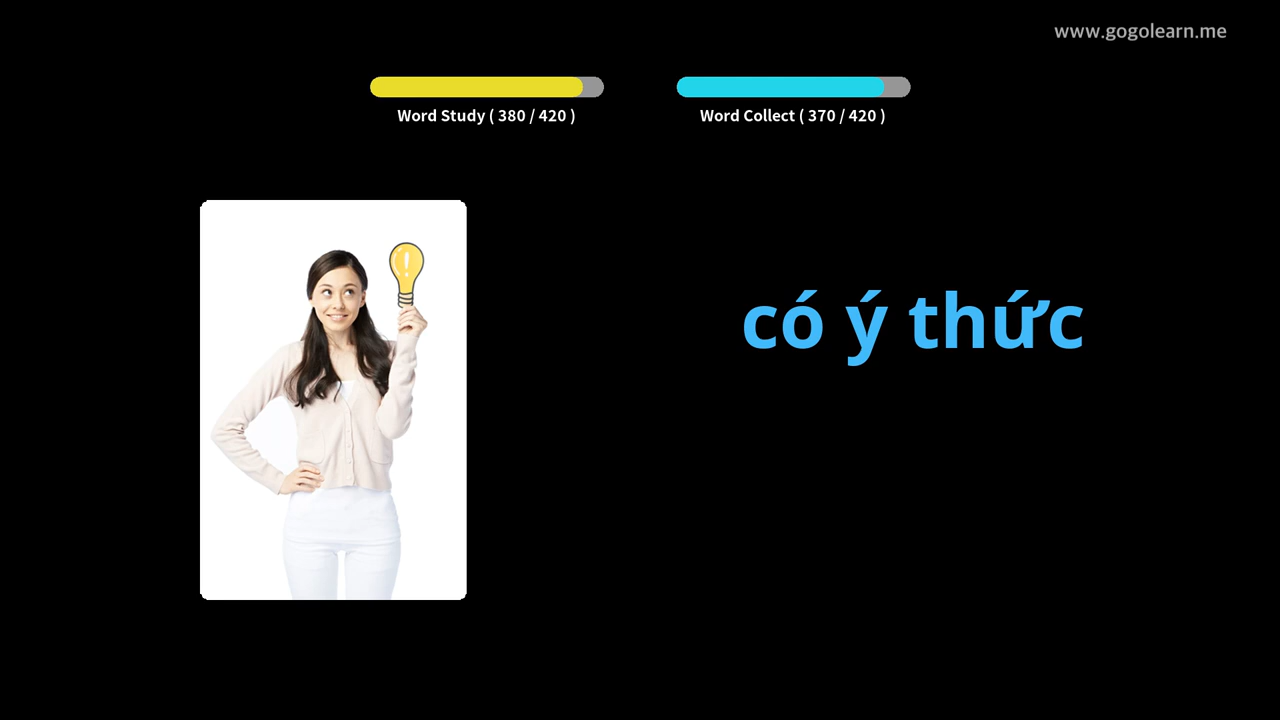 www.gogolearn.me
Word Study ( 380 / 420 )
Word Collect ( 370 / 420 )
!
có ý thức